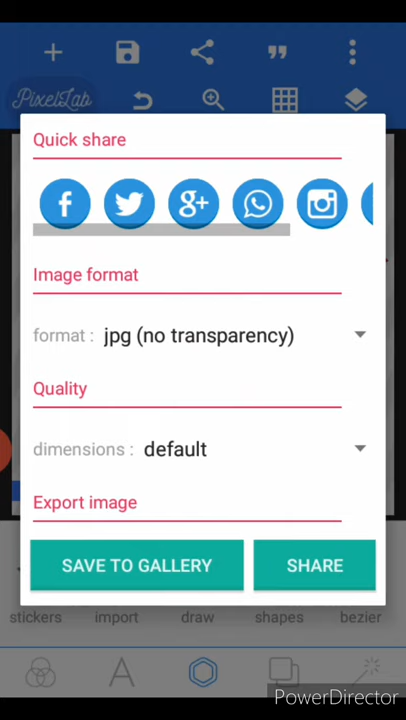 PixelLab
Quick share
Image format
format : jpg (no transparency)
Quality
dimensions : default
Export image
SAVE TO GALLERY SHARE
stickers import draw shapes bezier
PowerDirector